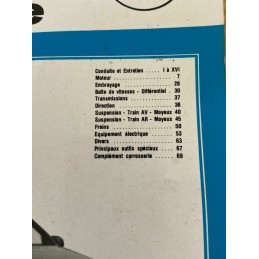 Conduite et Entretien .... I à XVI
Moteur ............ 7
Embrayage .......... 26
Boîte de vitesses - Différentiel . 30
Transmissions ......... 37
Direction ........... 38
Suspension - Train AV - Moyeux 40
Suspension - Train AR - Moyeux 45
Freins ............ 50
Equipement électrique ..... 53
Divers ............ 63
Principaux outils spéciaux .... 67
Complément carrosserie .... 69